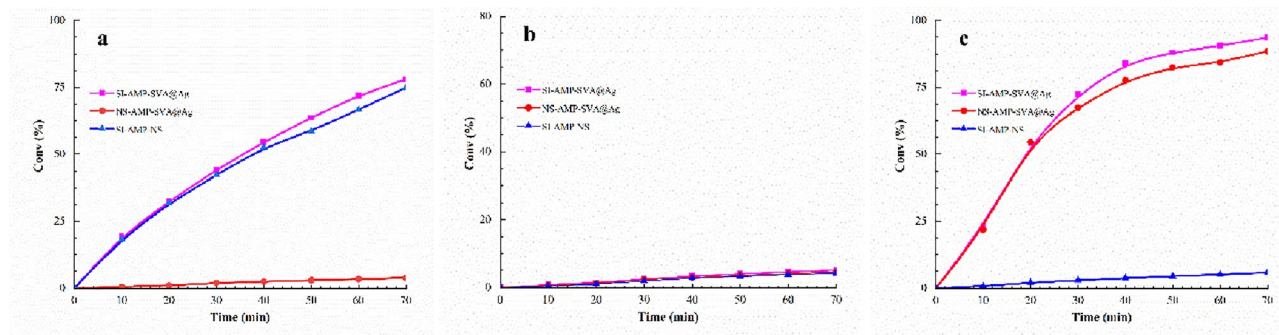 a
100
75
50
25
0
Conv (%)
SI-AMP-SVA@Ag
NS-AMP-SVA@Ag
SI-AMP-NS
0 10 20 30 40 50 60 70
Time (min)
b
80
60
40
20
0
Conv (%)
SI-AMP-SVA@Ag
NS-AMP-SVA@Ag
SI-AMP-NS
0 10 20 30 40 50 60 70
Time (min)
c
100
75
50
25
0
Conv (%)
SI-AMP-SVA@Ag
NS-AMP-SVA@Ag
SI-AMP-NS
0 10 20 30 40 50 60 70
Time (min)